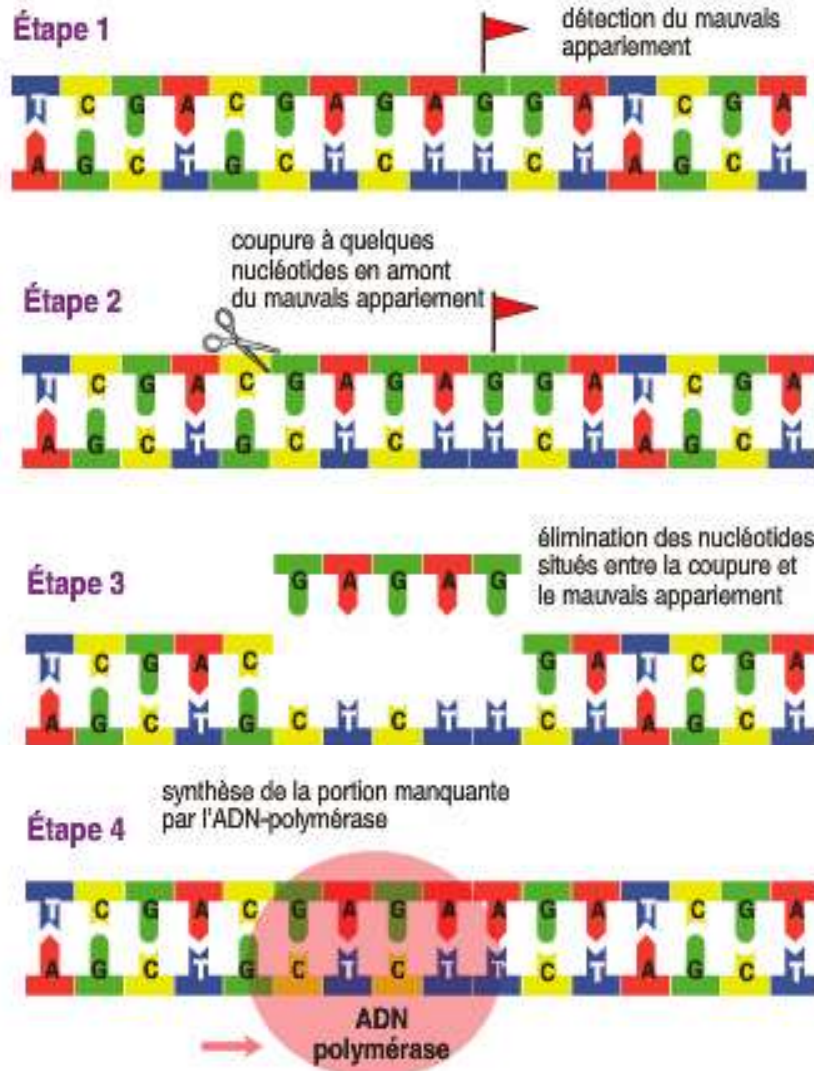 Étape 1
détection du mauvais
appariement
T C G A C G A G A G G A T C G A
A G C T G C T C T T C T A G C T
coupure à quelques
nucléotides en amont
du mauvais appariement
Étape 2
T C G A C G A G A G G A T C G A
A G C T G C T C T T C T A G C T
Étape 3
élimination des nucléotides
situés entre la coupure et
le mauvais appariement
G A G A G
T C G A C G A T C G A
A G C T G C T C T T C T A G C T
synthèse de la portion manquante
par l'ADN-polymérase
Étape 4
T C G A C G A G A A G A T C G A
A G C T G C T C T T C T A G C T
ADN
polymérase